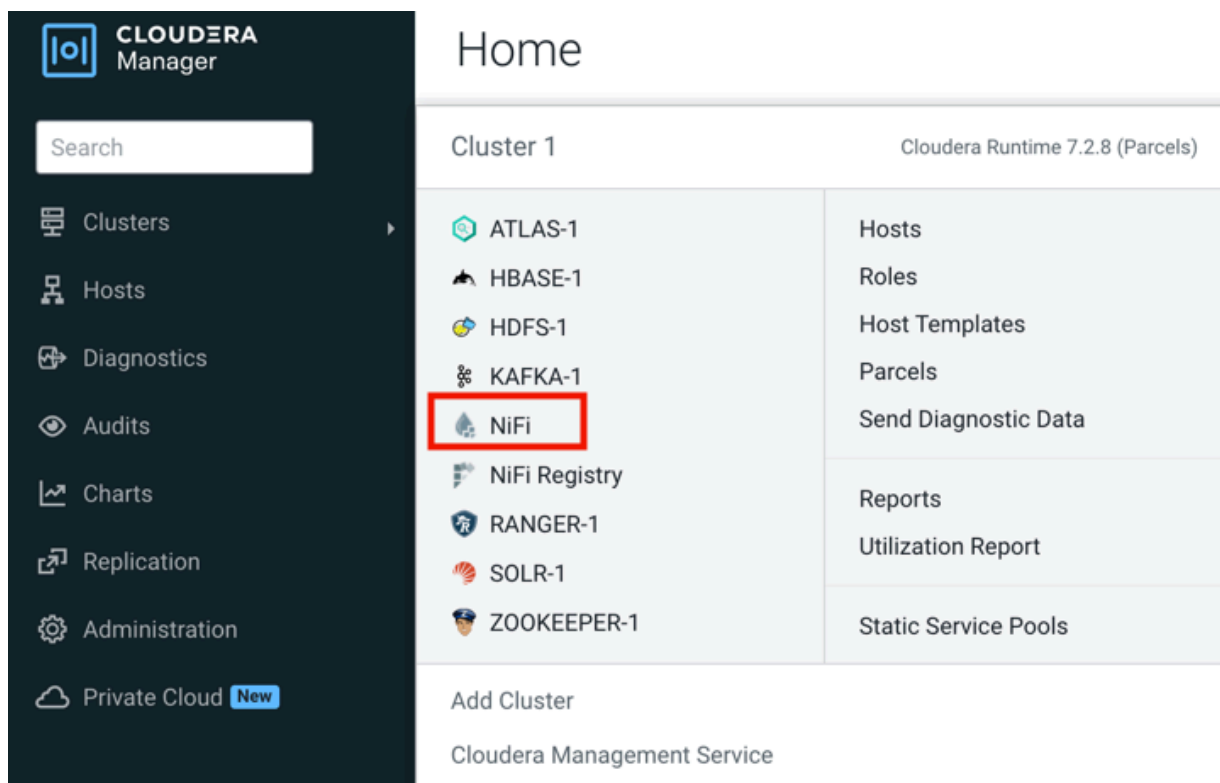 CLOUDERA
Manager
Search
Clusters
Hosts
Diagnostics
Audits
Charts
Replication
Administration
Private Cloud New
Home
Cluster 1
Cloudera Runtime 7.2.8 (Parcels)
ATLAS-1
HBASE-1
HDFS-1
KAFKA-1
NiFi
NiFi Registry
RANGER-1
SOLR-1
ZOOKEEPER-1
Hosts
Roles
Host Templates
Parcels
Send Diagnostic Data
Reports
Utilization Report
Static Service Pools
Add Cluster
Cloudera Management Service